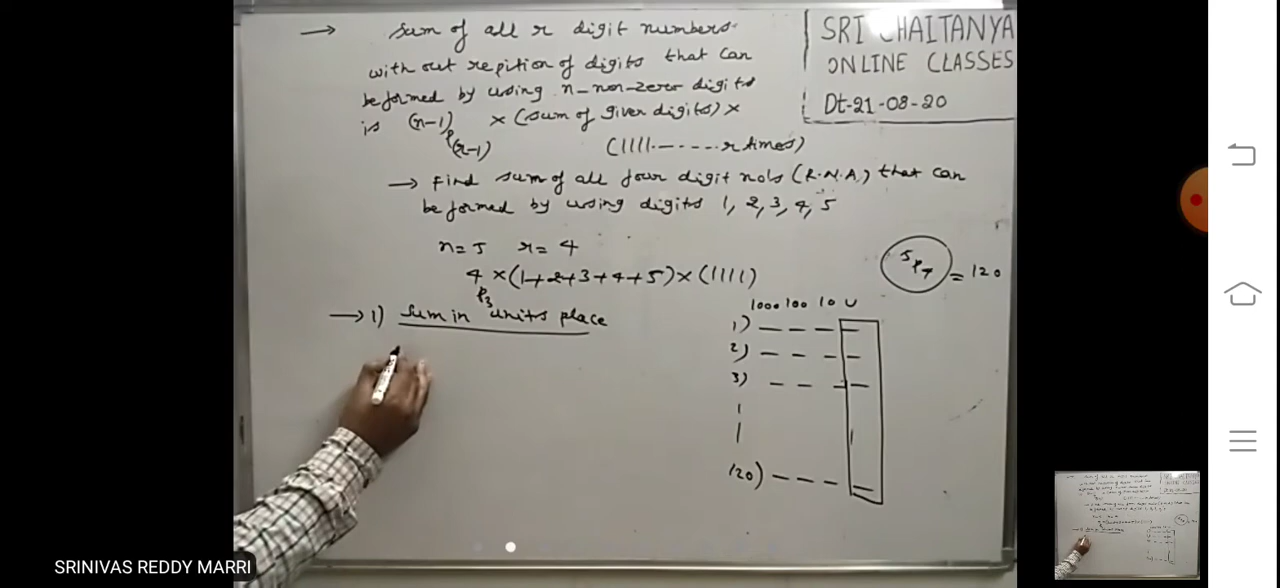 → Sum of all r digit numbers
with out repition of digits that can
be formed by using n-non-zero digits
is (n-1)P(r-1) × (sum of given digits) ×
(1111.-----r times)
→ Find sum of all four digit no!s (R.N.A.) that can
be formed by using digits 1, 2, 3, 4, 5
n = 5 r = 4
4P3 × (1+2+3+4+5) × (1111)
→ 1) Sum in units place
SRI CHAITANYA
ONLINE CLASSES
Dt-21-08-20
5P4 = 120
1000 100 10 U
1) — — — —
2) — — — —
3) — — — —
120) — — — —
SRINIVAS REDDY MARRI